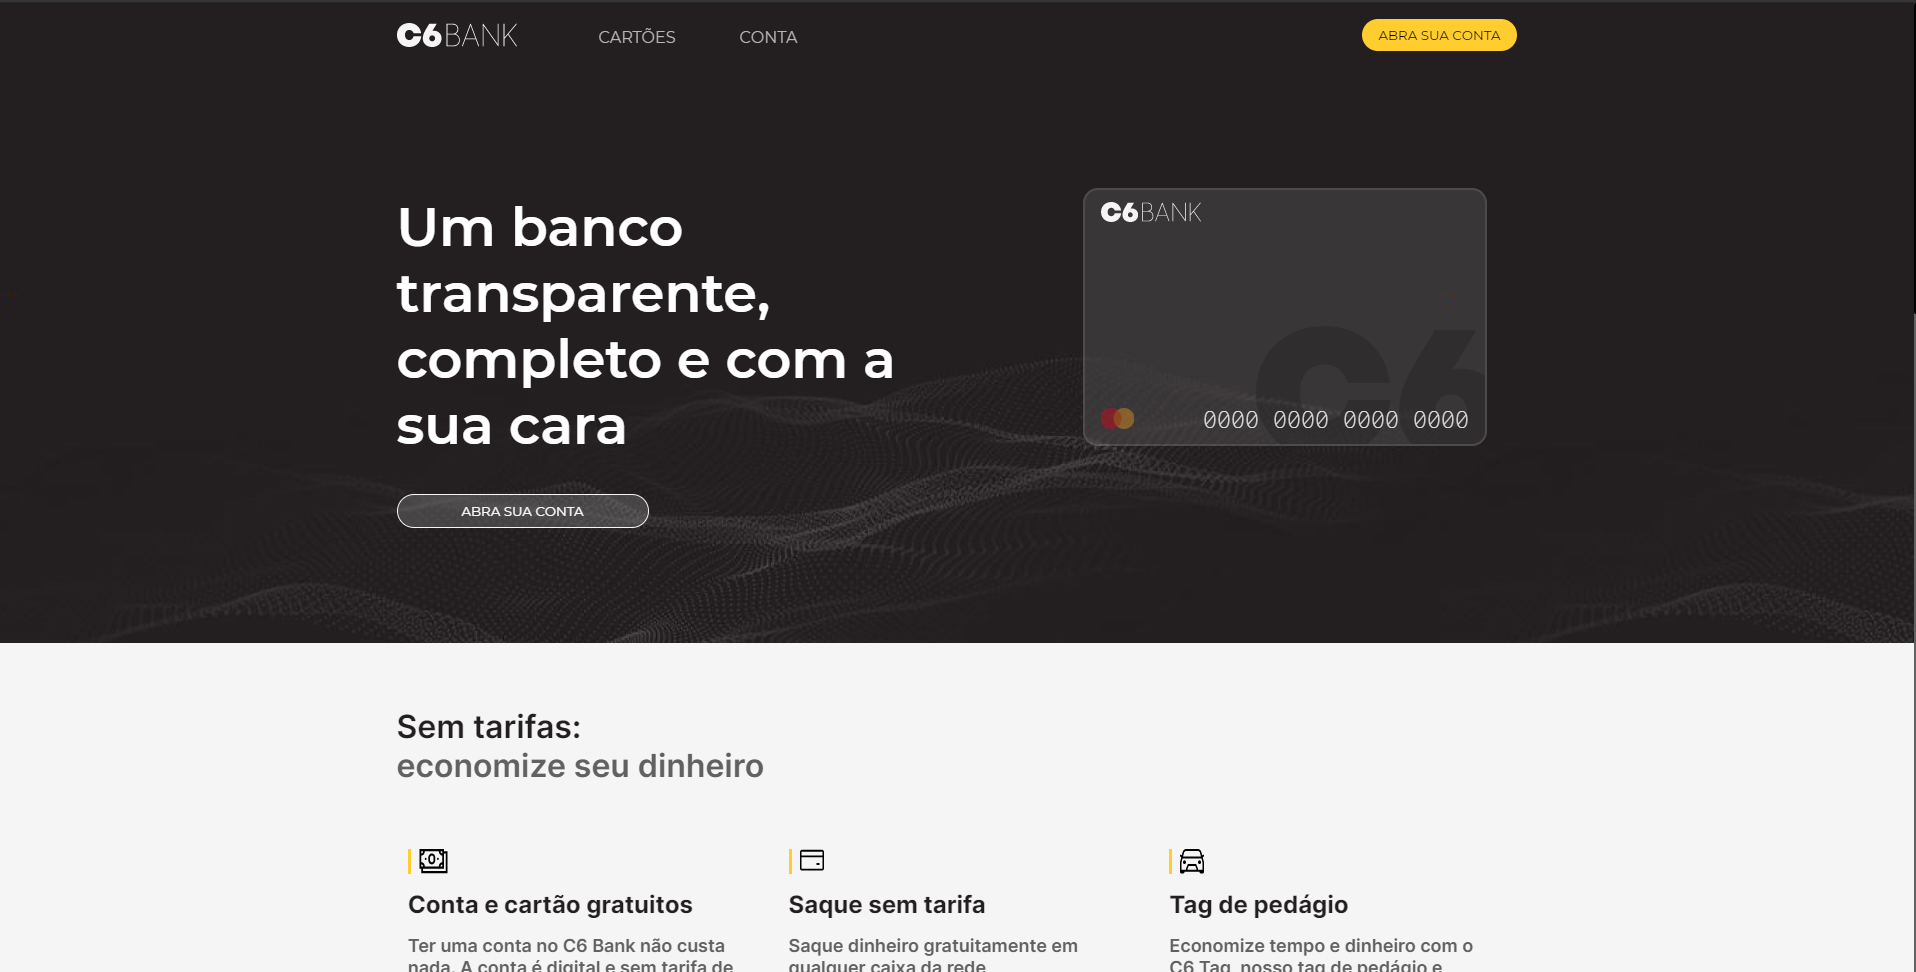 C6BANK
CARTÕES
CONTA
ABRA SUA CONTA
Um banco
transparente,
completo e com a
sua cara
ABRA SUA CONTA
C6BANK
C6
0000 0000 0000 0000
Sem tarifas:
economize seu dinheiro
Conta e cartão gratuitos
Ter uma conta no C6 Bank não custa
nada. A conta é digital e sem tarifa de
Saque sem tarifa
Saque dinheiro gratuitamente em
qualquer caixa da rede
Tag de pedágio
Economize tempo e dinheiro com o
C6 Tag, nosso tag de pedágio e